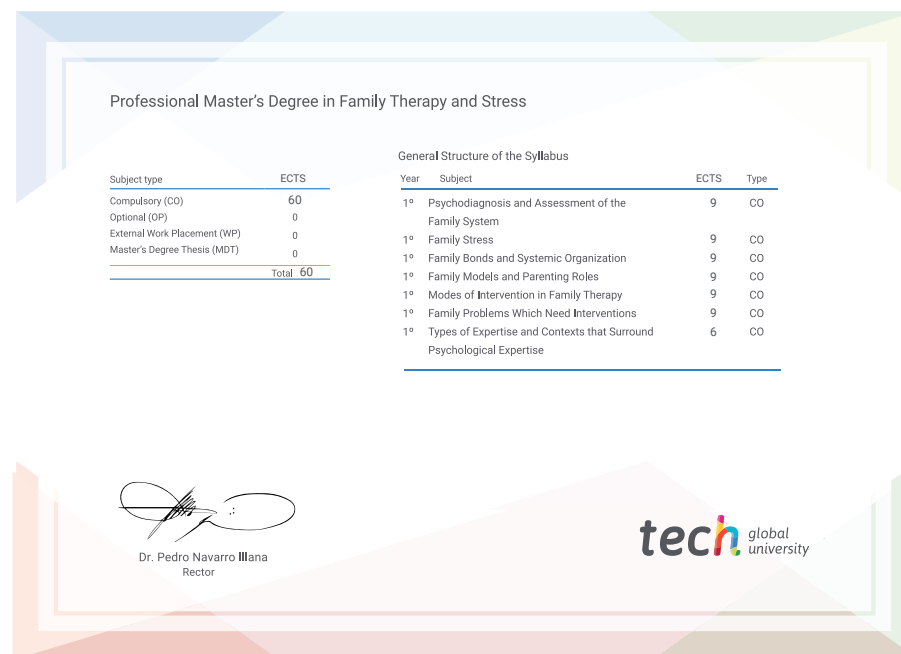 Professional Master's Degree in Family Therapy and Stress
Subject type ECTS
Compulsory (CO) 60
Optional (OP) 0
External Work Placement (WP) 0
Master's Degree Thesis (MDT) 0
Total 60
General Structure of the Syllabus
Year Subject ECTS Type
1º Psychodiagnosis and Assessment of the 9 CO
Family System
1º Family Stress 9 CO
1º Family Bonds and Systemic Organization 9 CO
1º Family Models and Parenting Roles 9 CO
1º Modes of Intervention in Family Therapy 9 CO
1º Family Problems Which Need Interventions 9 CO
1º Types of Expertise and Contexts that Surround 6 CO
Psychological Expertise
Dr. Pedro Navarro Illana
Rector
tech global
university